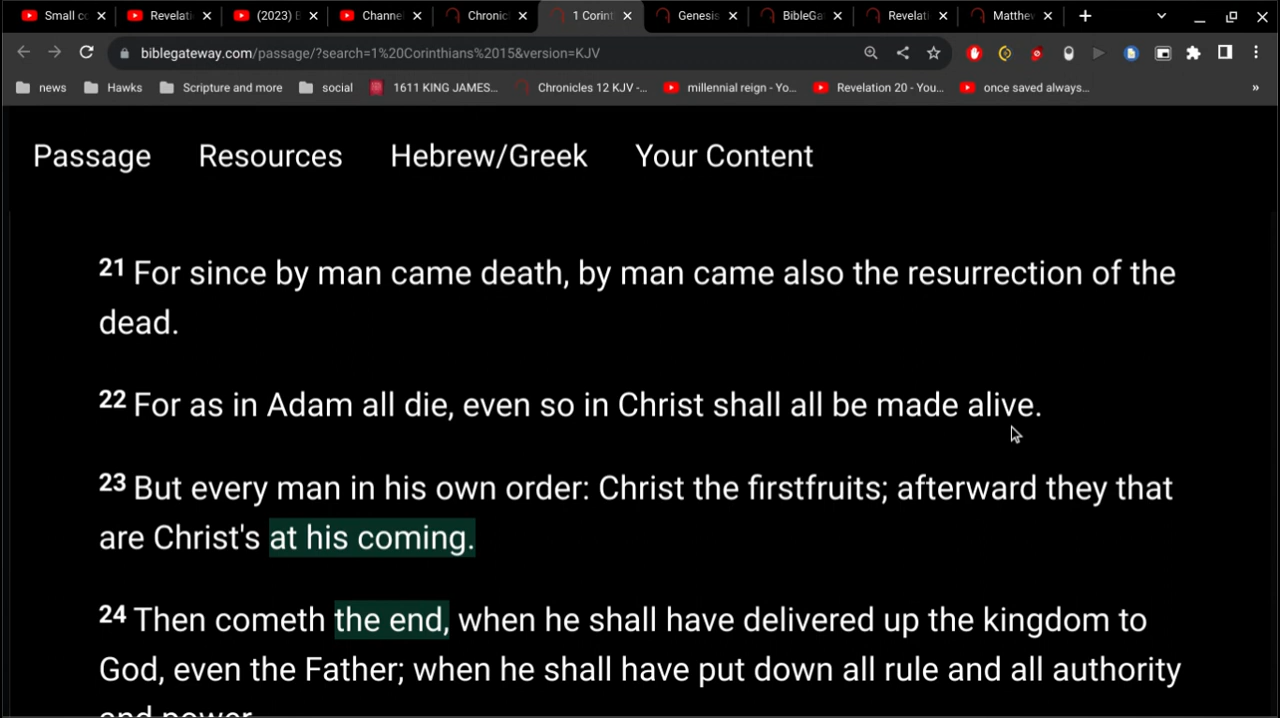 Small co Revelati (2023) E Channe Chronic 1 Corint Genesis BibleGa Revelati Matthew
biblegateway.com/passage/?search=1%20Corinthians%2015&version=KJV
news Hawks Scripture and more social 1611 KING JAMES... Chronicles 12 KJV -... millennial reign - Yo... Revelation 20 - You... once saved always... »
Passage Resources Hebrew/Greek Your Content
21 For since by man came death, by man came also the resurrection of the
dead.
22 For as in Adam all die, even so in Christ shall all be made alive.
23 But every man in his own order: Christ the firstfruits; afterward they that
are Christ's at his coming.
24 Then cometh the end, when he shall have delivered up the kingdom to
God, even the Father; when he shall have put down all rule and all authority
and power.